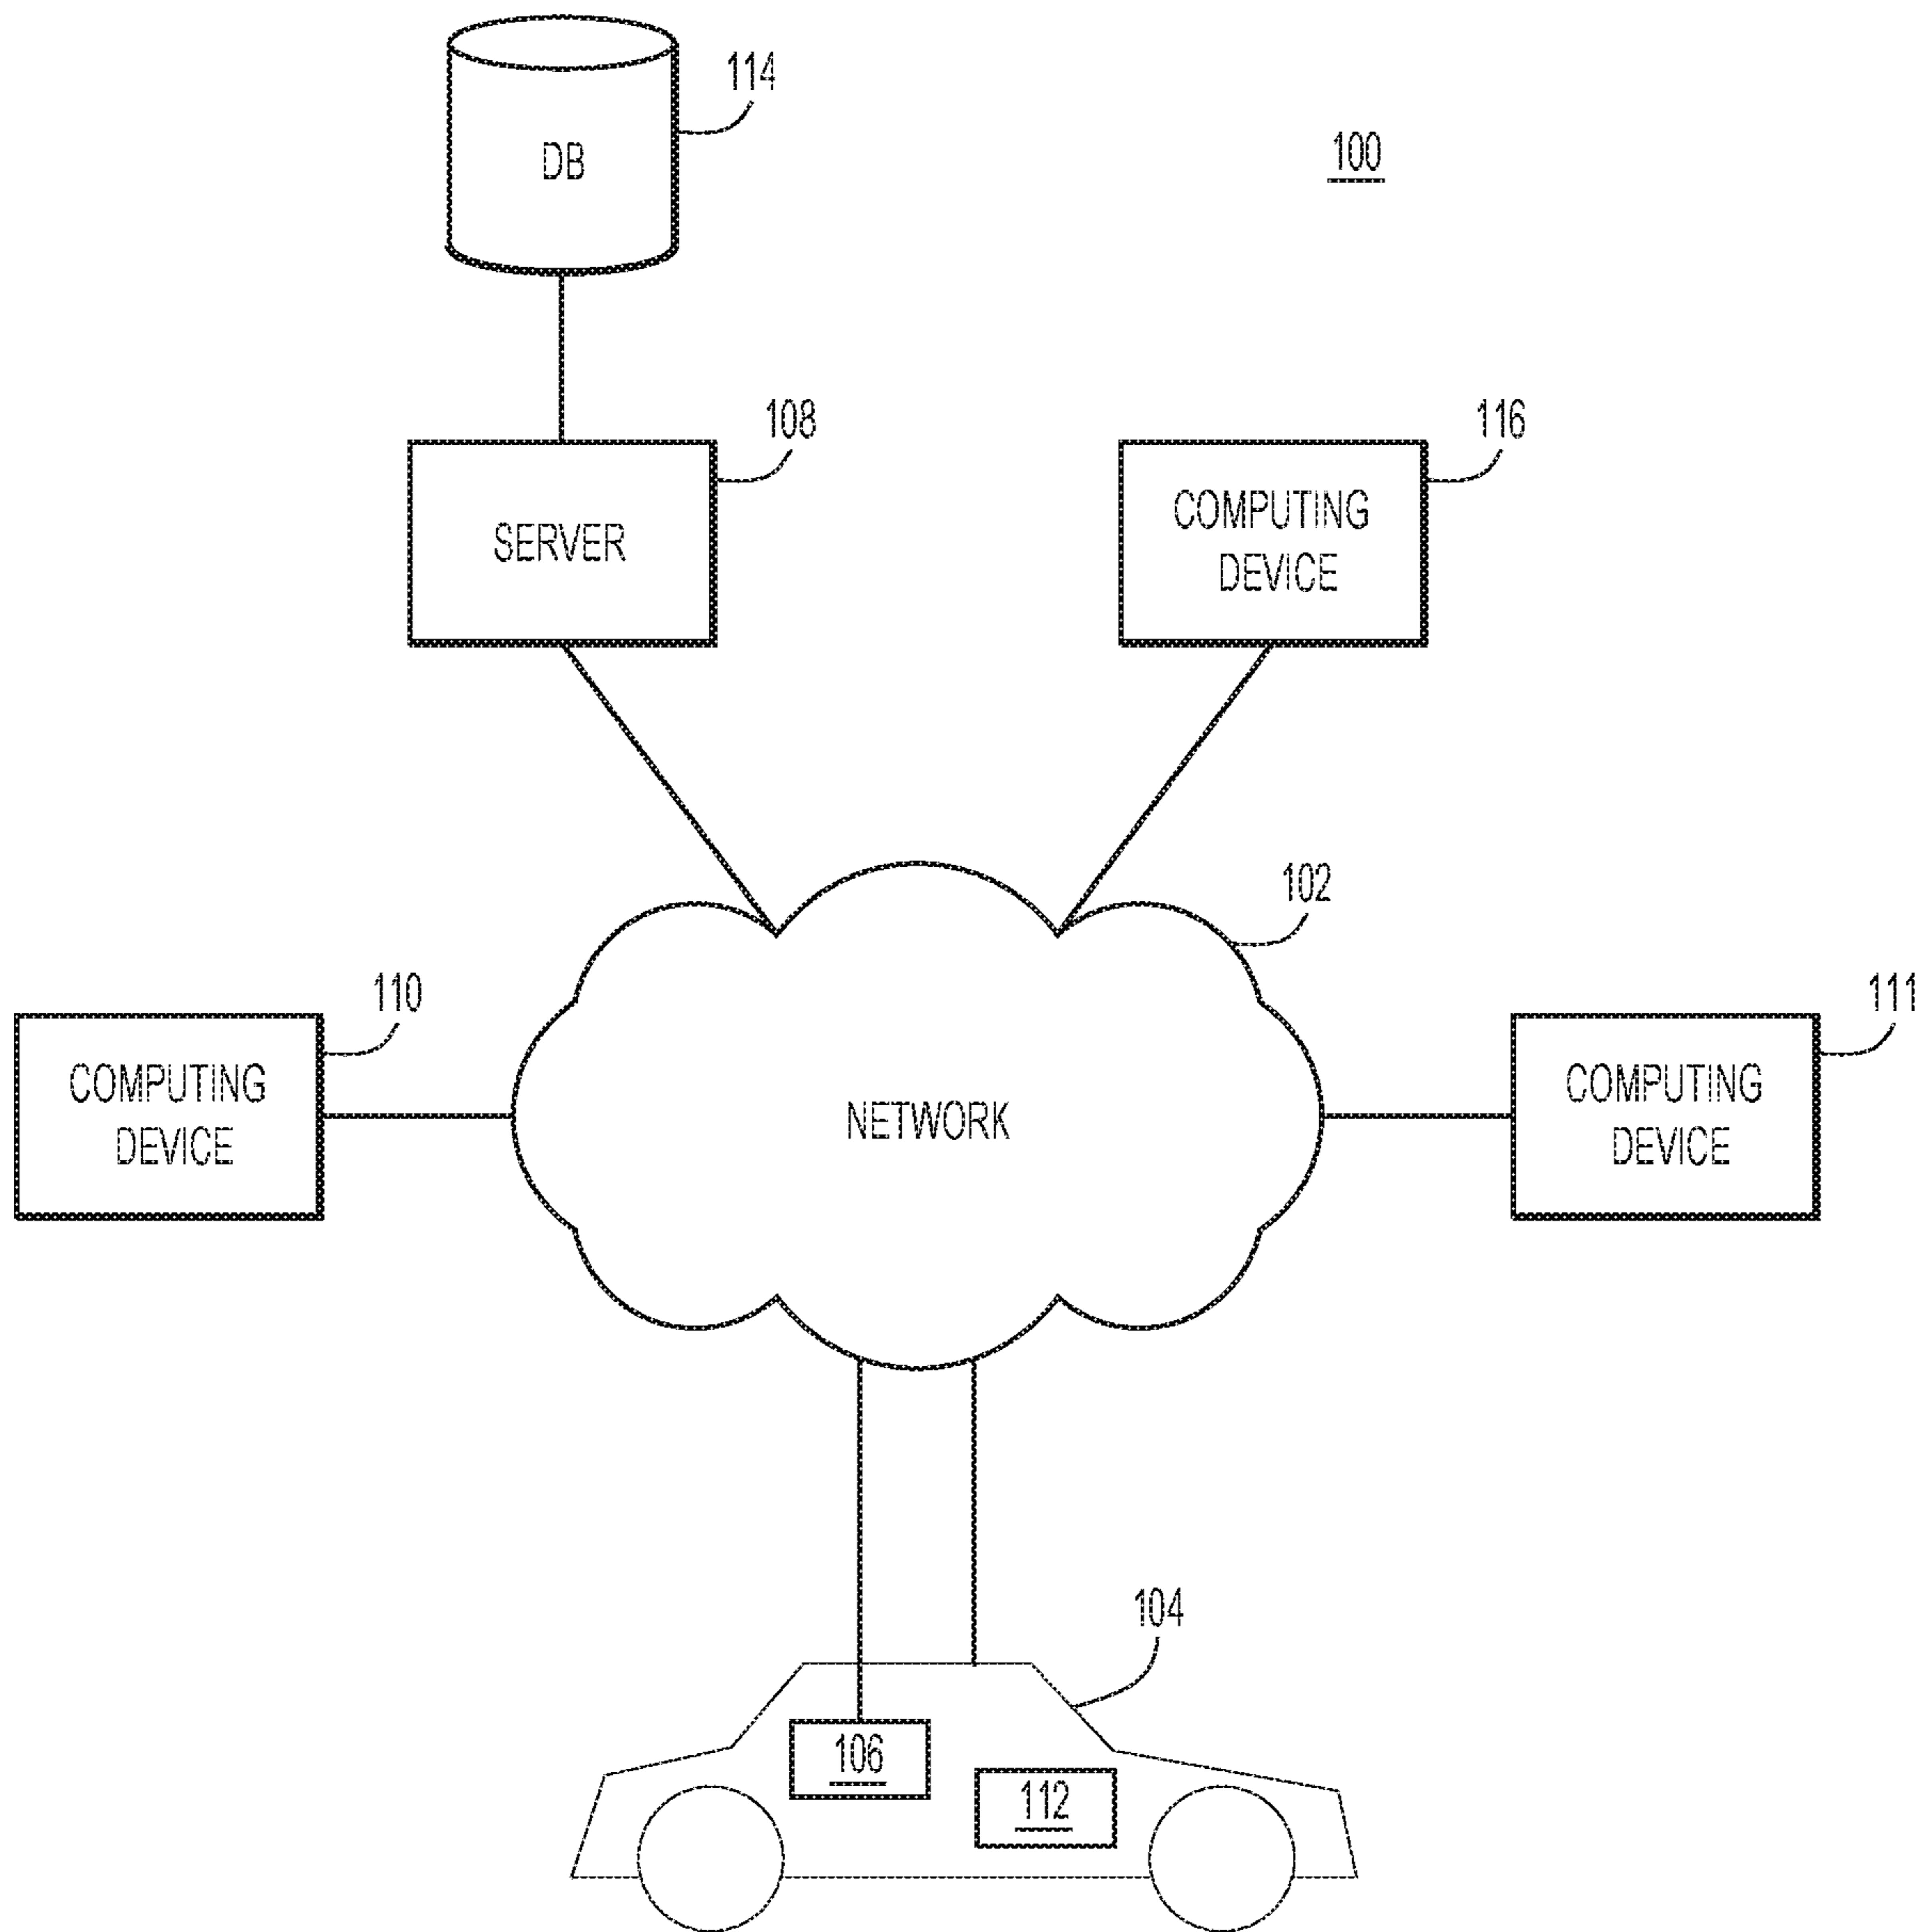 114
DB
100
108
116
SERVER
COMPUTING
DEVICE
102
110
111
COMPUTING
DEVICE
NETWORK
COMPUTING
DEVICE
104
106
112